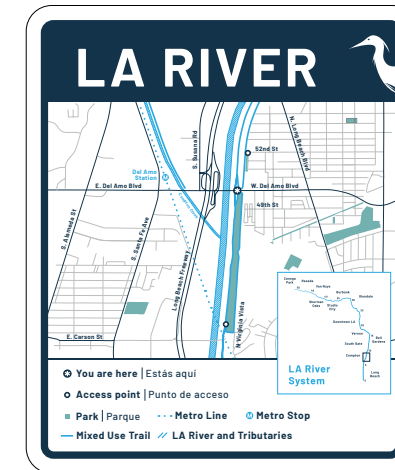 LA RIVER
N. Long Beach Blvd
S. Susana Rd
52nd St
Del Amo
Station
M
E. Del Amo Blvd
W. Del Amo Blvd
49th St
S. Alameda St
S. Santa Fe Ave
Long Beach Freeway
N Virginia Vista
E. Carson St
Canoga
Park
Reseda
Van Nuys
Burbank
Glendale
Sherman
Oaks
Studio
City
Downtown LA
Vernon
Bell
Gardens
South Gate
Compton
Long
Beach
LA River
System
You are here | Estás aquí
Access point | Punto de acceso
Park | Parque
Metro Line
M Metro Stop
Mixed Use Trail
LA River and Tributaries